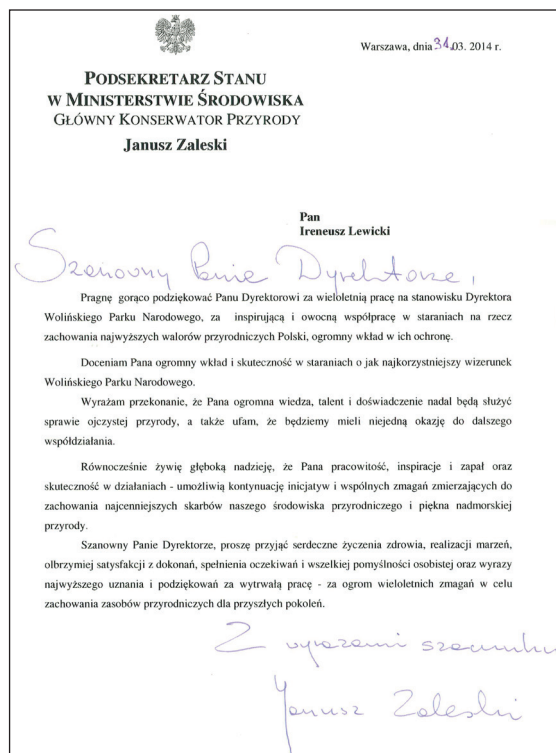 Warszawa, dnia 31.03. 2014 r.
PODSEKRETARZ STANU
W MINISTERSTWIE ŚRODOWISKA
GŁÓWNY KONSERWATOR PRZYRODY
Janusz Zaleski
Pan
Ireneusz Lewicki
Szanowny Panie Dyrektorze,
Pragnę gorąco podziękować Panu Dyrektorowi za wieloletnią pracę na stanowisku Dyrektora
Wolińskiego Parku Narodowego, za inspirującą i owocną współpracę w staraniach na rzecz
zachowania najwyższych walorów przyrodniczych Polski, ogromny wkład w ich ochronę.
Doceniam Pana ogromny wkład i skuteczność w staraniach o jak najkorzystniejszy wizerunek
Wolińskiego Parku Narodowego.
Wyrażam przekonanie, że Pana ogromna wiedza, talent i doświadczenie nadal będą służyć
sprawie ojczystej przyrody, a także ufam, że będziemy mieli niejedną okazję do dalszego
współdziałania.
Równocześnie żywię głęboką nadzieję, że Pana pracowitość, inspiracje i zapał oraz
skuteczność w działaniach - umożliwią kontynuację inicjatyw i wspólnych zmagań zmierzających do
zachowania najcenniejszych skarbów naszego środowiska przyrodniczego i piękna nadmorskiej
przyrody.
Szanowny Panie Dyrektorze, proszę przyjąć serdeczne życzenia zdrowia, realizacji marzeń,
olbrzymiej satysfakcji z dokonań, spełnienia oczekiwań i wszelkiej pomyślności osobistej oraz wyrazy
najwyższego uznania i podziękowań za wytrwałą pracę - za ogrom wieloletnich zmagań w celu
zachowania zasobów przyrodniczych dla przyszłych pokoleń.
Z wyrazami szacunku
Janusz Zaleski